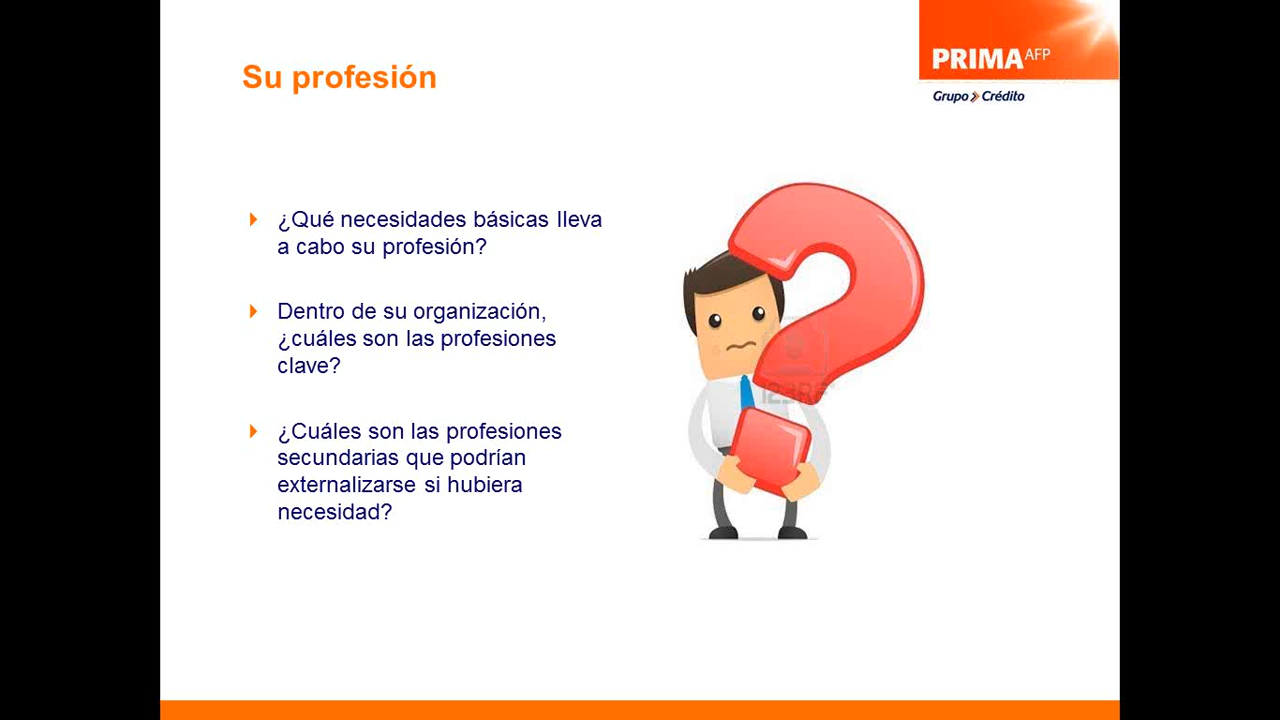 Su profesión
PRIMA AFP
Grupo Crédito
¿Qué necesidades básicas lleva
a cabo su profesión?
Dentro de su organización,
¿cuáles son las profesiones
clave?
¿Cuáles son las profesiones
secundarias que podrían
externalizarse si hubiera
necesidad?
123RF